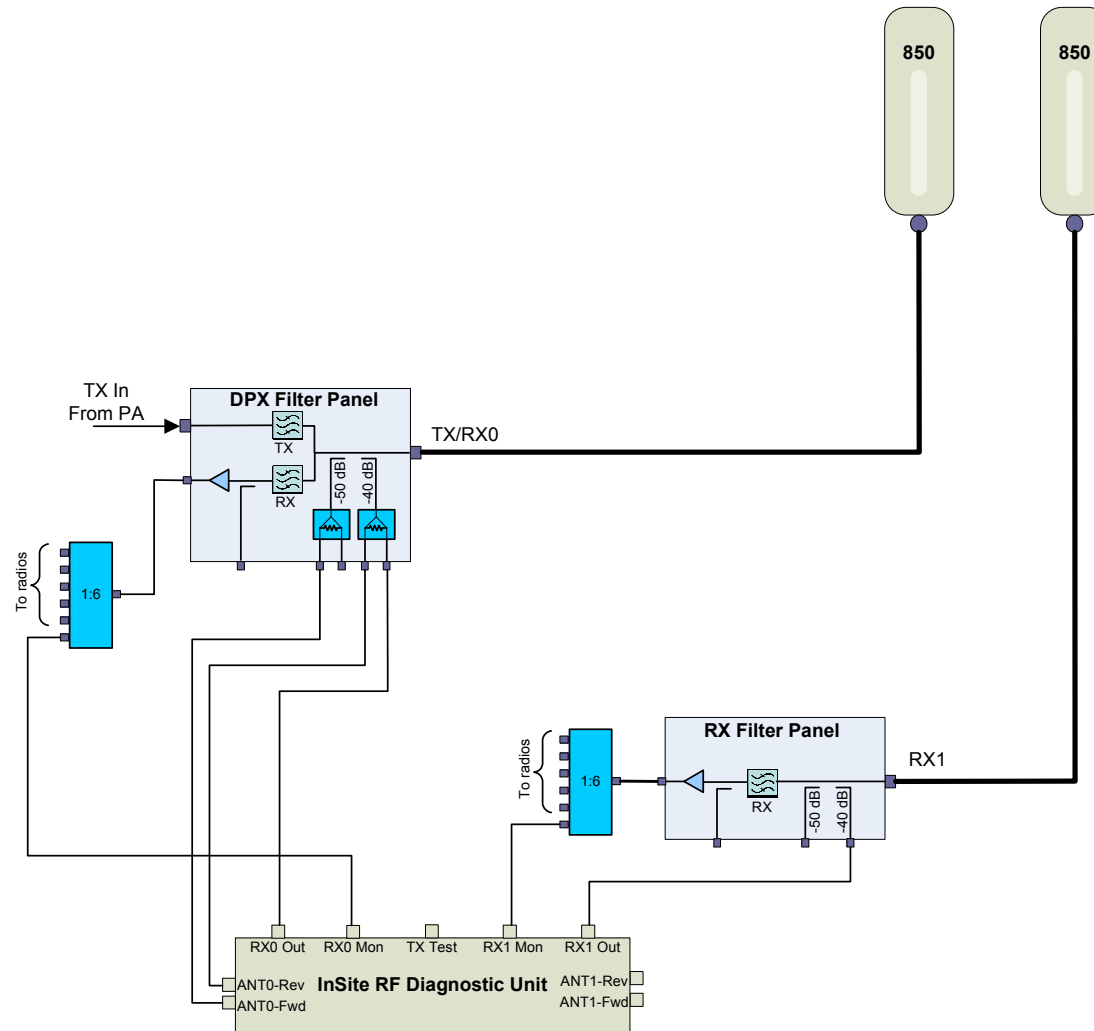 850
850
TX In
From PA
DPX Filter Panel
TX
RX
-50 dB
-40 dB
TX/RX0
To radios
1:6
To radios
1:6
RX Filter Panel
RX
-50 dB
-40 dB
RX1
RX0 Out
RX0 Mon
TX Test
RX1 Mon
RX1 Out
ANT0-Rev
ANT0-Fwd
InSite RF Diagnostic Unit
ANT1-Rev
ANT1-Fwd